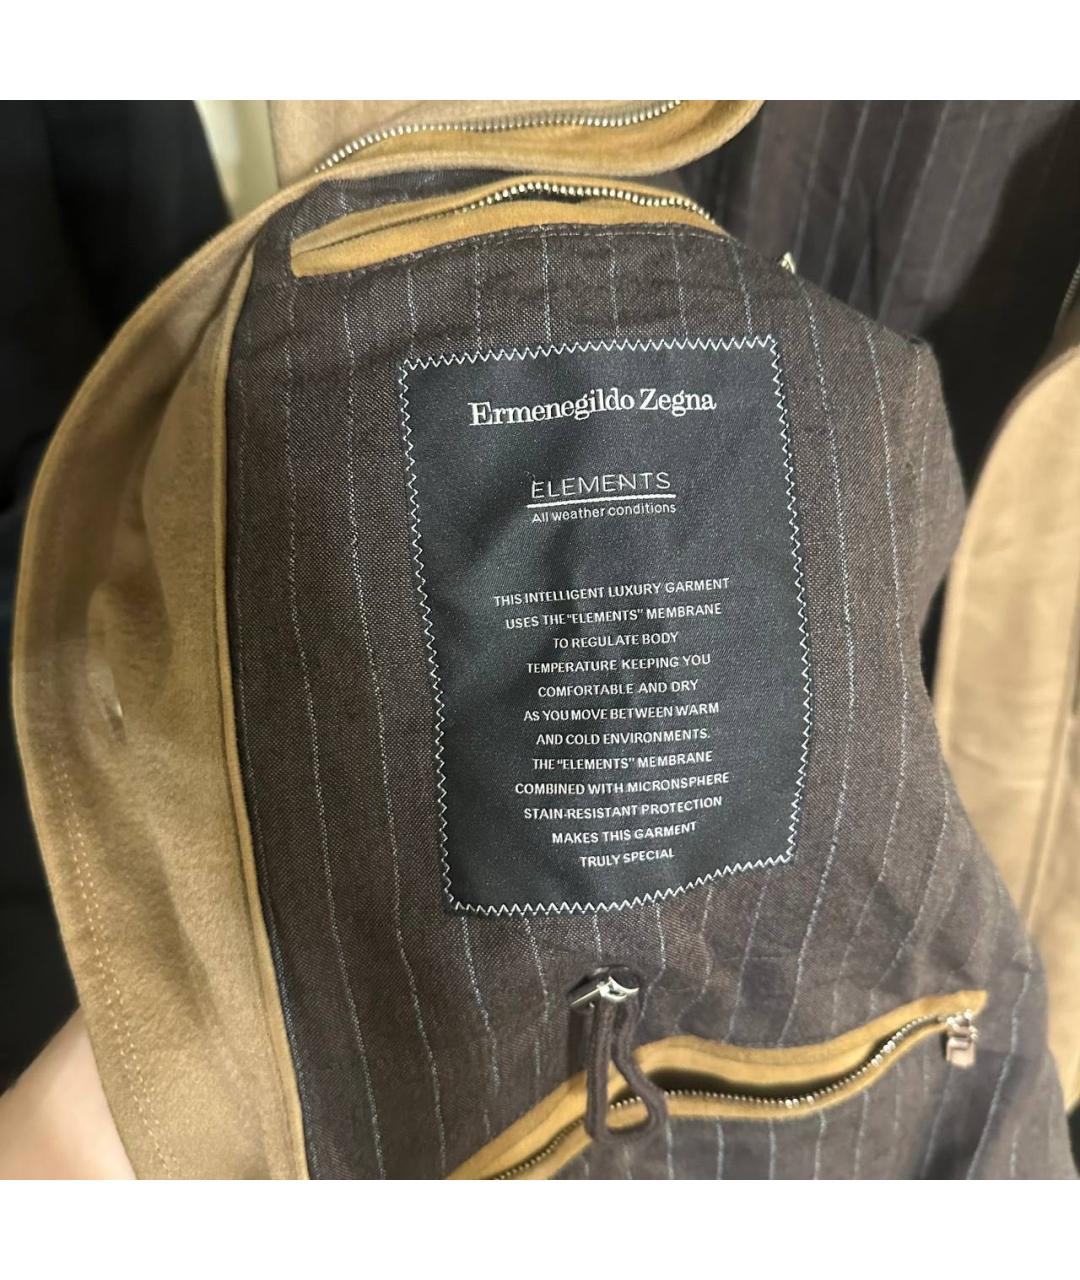 Ermenegildo Zegna
ELEMENTS
All weather conditions
THIS INTELLIGENT LUXURY GARMENT
USES THE "ELEMENTS" MEMBRANE
TO REGULATE BODY
TEMPERATURE KEEPING YOU
COMFORTABLE AND DRY
AS YOU MOVE BETWEEN WARM
AND COLD ENVIRONMENTS.
THE "ELEMENTS" MEMBRANE
COMBINED WITH MICRONSPHERE
STAIN-RESISTANT PROTECTION
MAKES THIS GARMENT
TRULY SPECIAL